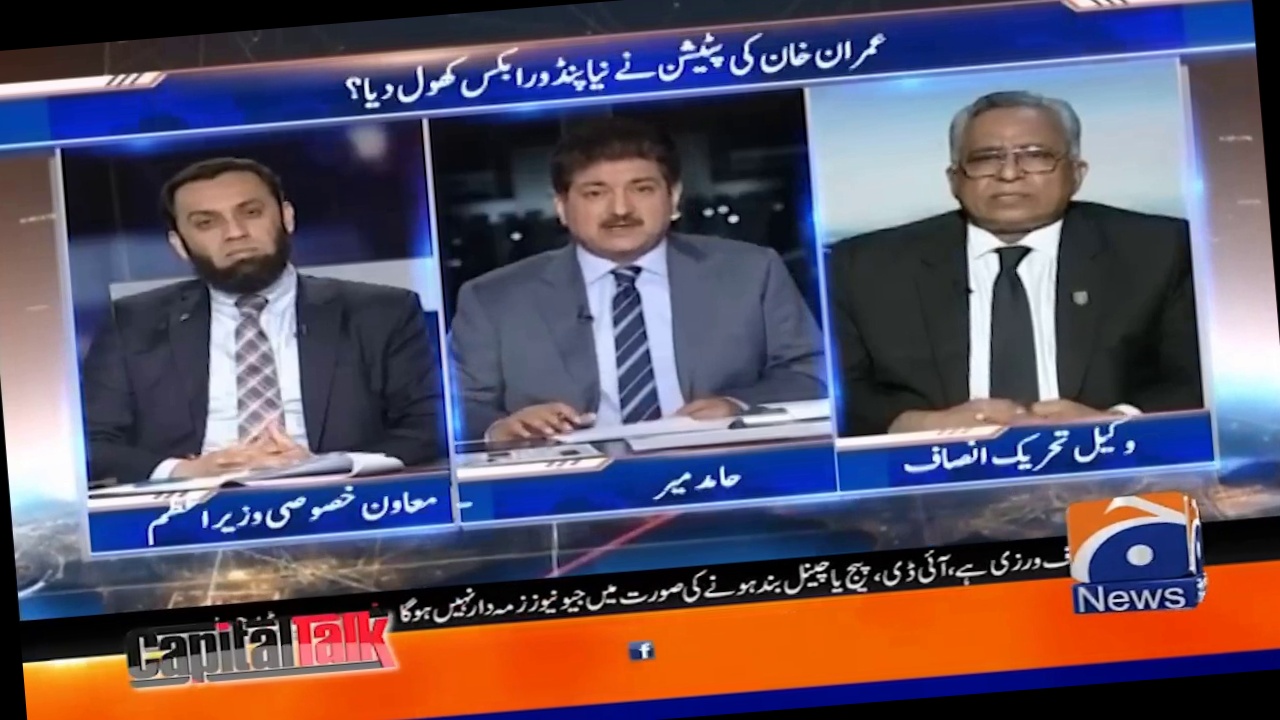 عمران خان کی پٹیشن نے نیا پنڈورا بکس کھول دیا؟
وکیل تحریک انصاف
حامد میر
معاون خصوصی وزیراعظم
ف ورزی ہے، آئی ڈی، پیج یا چینل بند ہونے کی صورت میں جیو نیوز زمہ دار نہیں ہوگا
News
Capital Talk
f